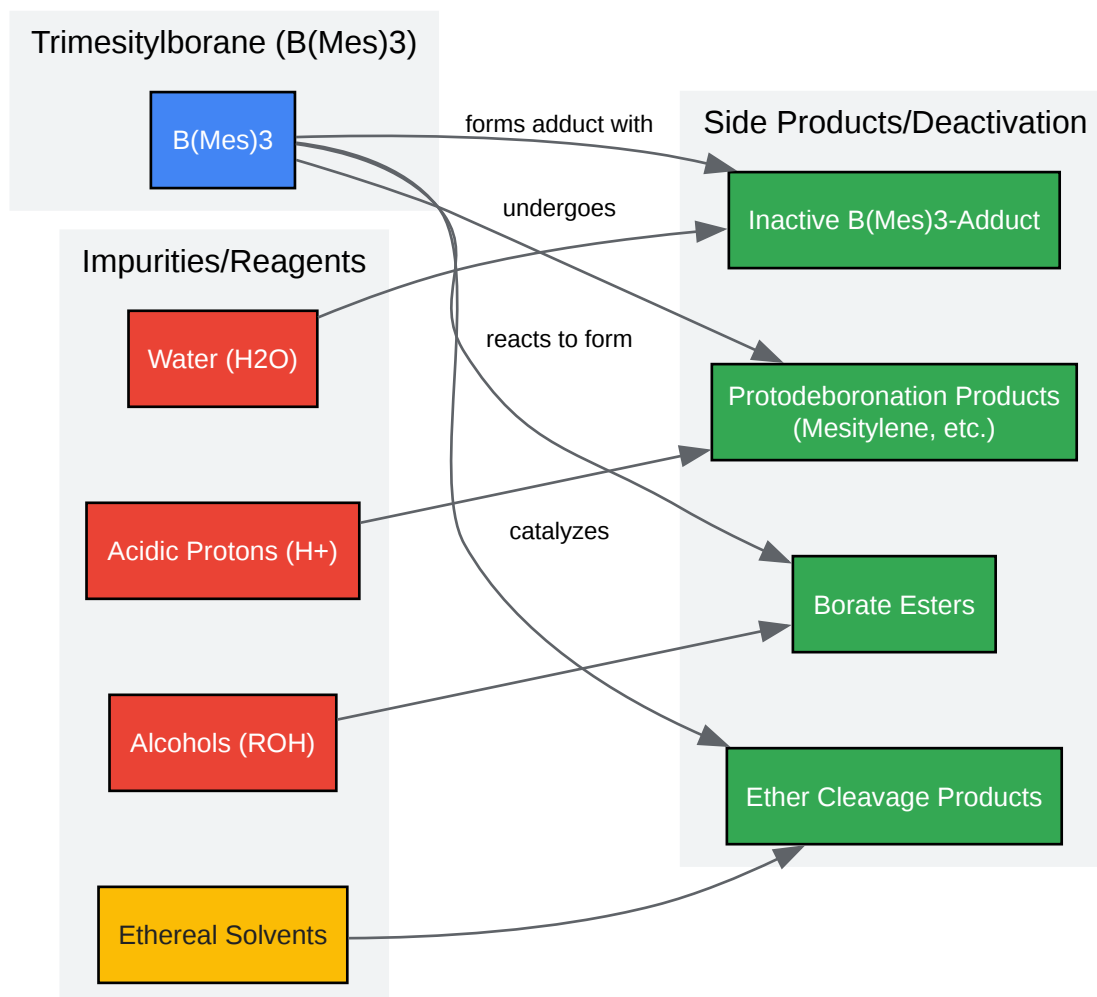 Trimesitylborane (B(Mes)3)
B(Mes)3
Impurities/Reagents
Water (H2O)
Acidic Protons (H+)
Alcohols (ROH)
Ethereal Solvents
forms adduct with
undergoes
reacts to form
catalyzes
Side Products/Deactivation
Inactive B(Mes)3-Adduct
Protodeboronation Products
(Mesitylene, etc.)
Borate Esters
Ether Cleavage Products